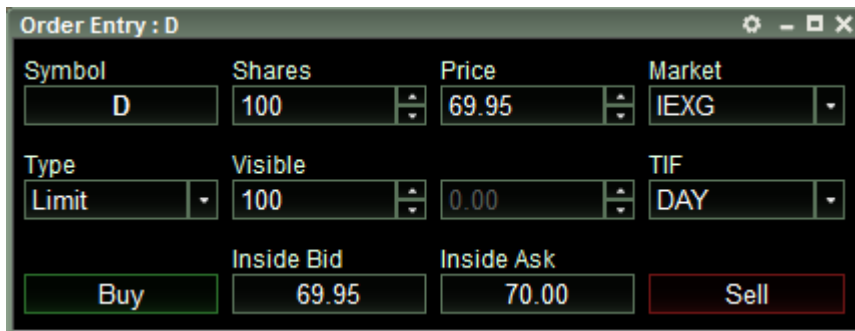 Order Entry : D
Symbol Shares Price Market
D 100 69.95 IEXG
Type Visible TIF
Limit 100 0.00 DAY
Inside Bid Inside Ask
Buy 69.95 70.00 Sell